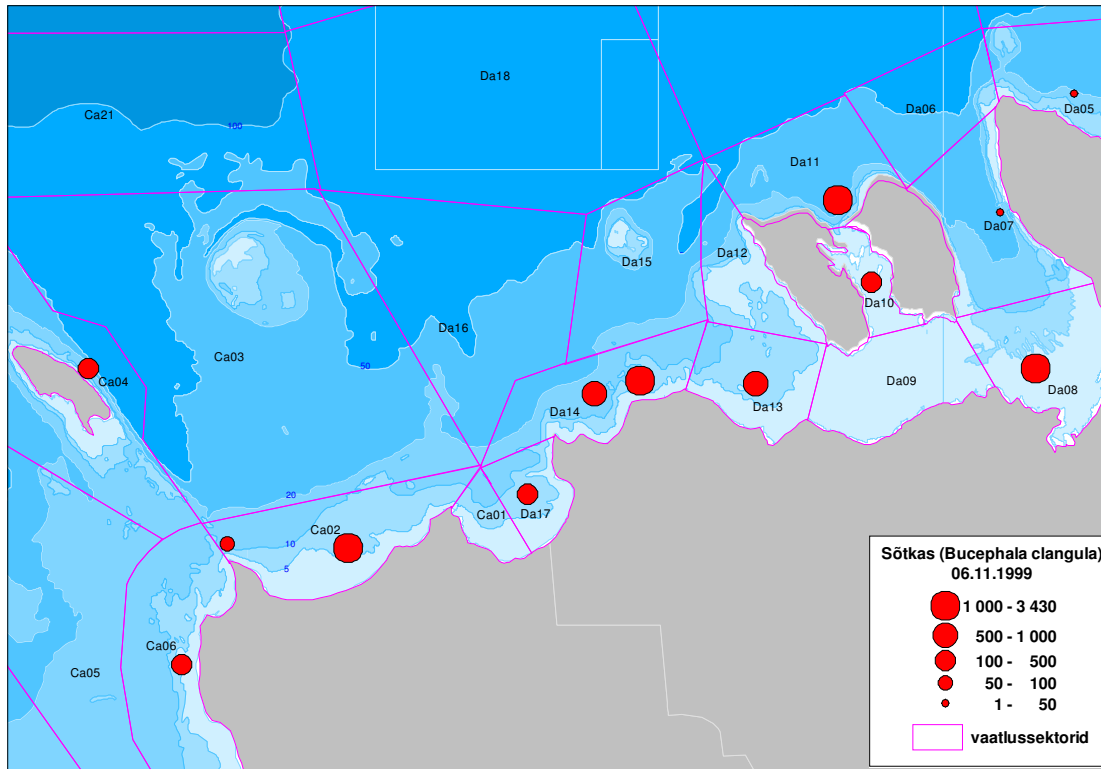 Da18
Ca21
100
Da06
Da05
Da11
Da07
Da12
Da15
Da10
Da16
Ca03
50
Ca04
Da09
Da08
Da14
Da13
20
Ca01
Da17
Ca02
10
5
Ca06
Ca05
Sõtkas (Bucephala clangula)
06.11.1999
1 000 - 3 430
500 - 1 000
100 - 500
50 - 100
1 - 50
vaatlussektorid